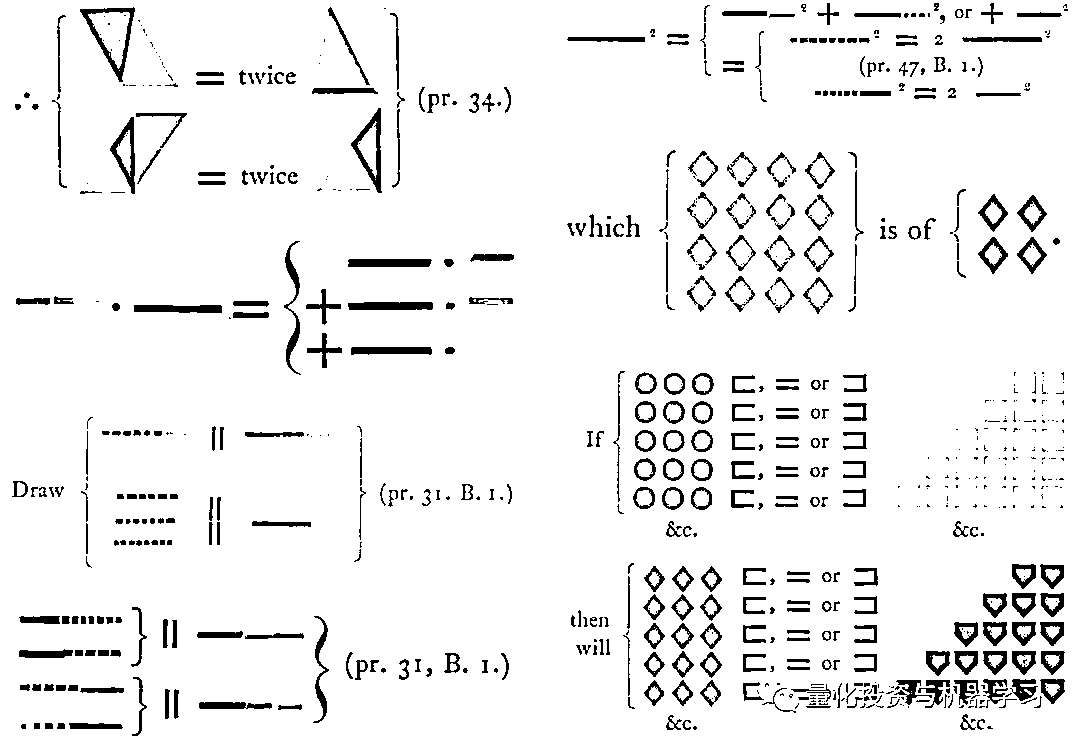 ∴ { = twice
= twice } (pr. 34.)
· = { ·
+ ·
+ ·
Draw { || 
|| } (pr. 31. B. 1.)
} ||
} || } (pr. 31, B. 1.)
² = { ² + ², or + ²
= { ² = 2 ²
(pr. 47, B. 1.)
² = 2 ²
which { } is of { .
If { ⊏, = or ⊐
⊏, = or ⊐
⊏, = or ⊐
⊏, = or ⊐
⊏, = or ⊐
&c. &c.
then will { ⊏, = or ⊐
⊏, = or ⊐
⊏, = or ⊐
⊏, = or ⊐
⊏, = or ⊐
&c. &c.
量化投资与机器学习